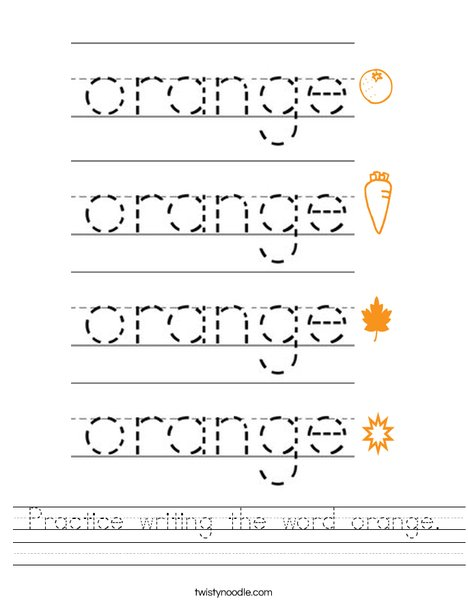 orange
orange
orange
orange
Practice writing the word orange.
twistynoodle.com